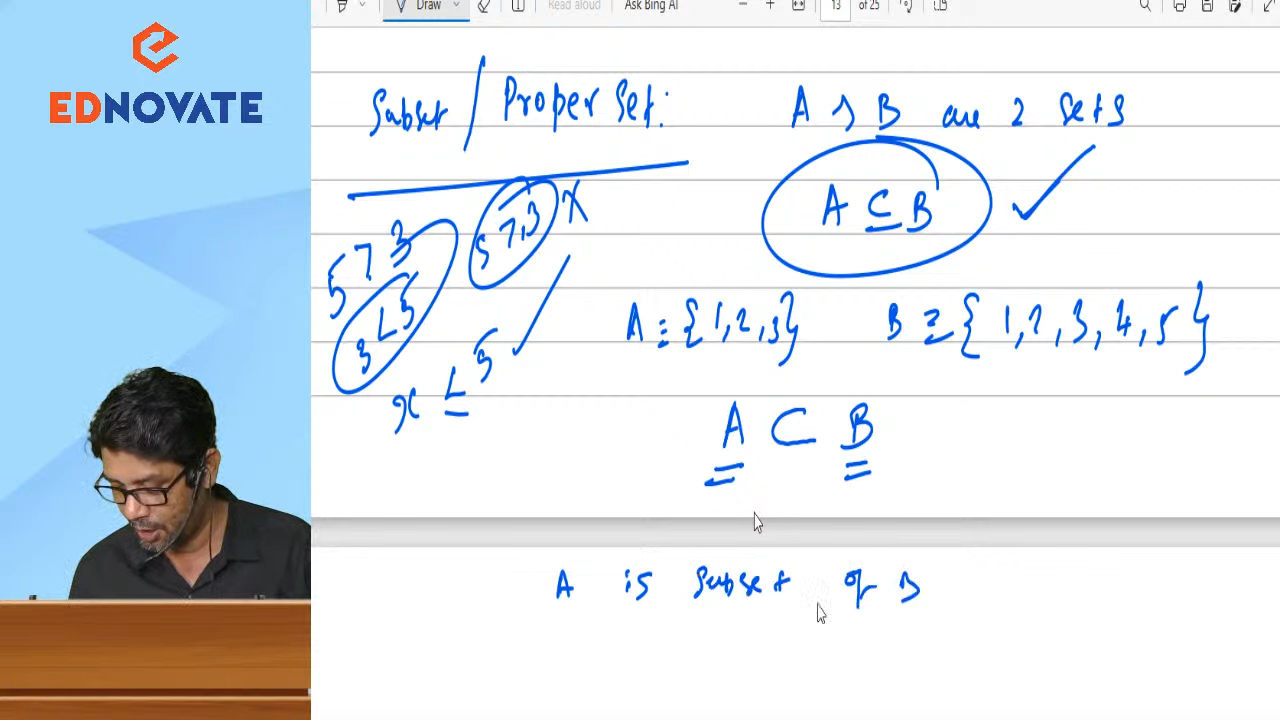 Draw
Read aloud
Ask Bing AI
13 of 25
EDNOVATE
Subset / Proper Set:
A & B are 2 sets
A ⊆ B
5 7 3
5 7,3 X
3 < 5
x < 5
A = {1,2,3} B = { 1,2,3,4,5}
A ⊂ B
A is subset of B